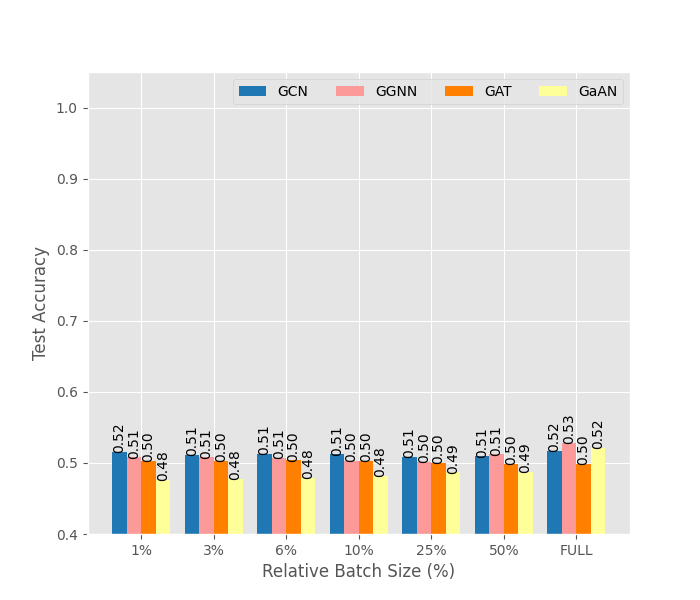 GCN GGNN GAT GaAN
1.0
0.9
0.8
0.7
0.6
0.5
0.4
Test Accuracy
0.52 0.51 0.50 0.48
0.51 0.51 0.50 0.48
0.51 0.51 0.50 0.48
0.51 0.50 0.50 0.48
0.51 0.50 0.50 0.49
0.51 0.51 0.50 0.49
0.52 0.53 0.50 0.52
1% 3% 6% 10% 25% 50% FULL
Relative Batch Size (%)